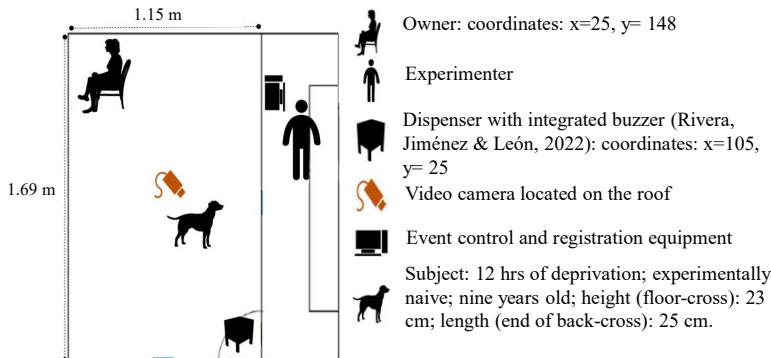 1.15 m
1.69 m
Owner: coordinates: x=25, y= 148
Experimenter
Dispenser with integrated buzzer (Rivera,
Jiménez & León, 2022): coordinates: x=105,
y= 25
Video camera located on the roof
Event control and registration equipment
Subject: 12 hrs of deprivation; experimentally
naive; nine years old; height (floor-cross): 23
cm; length (end of back-cross): 25 cm.